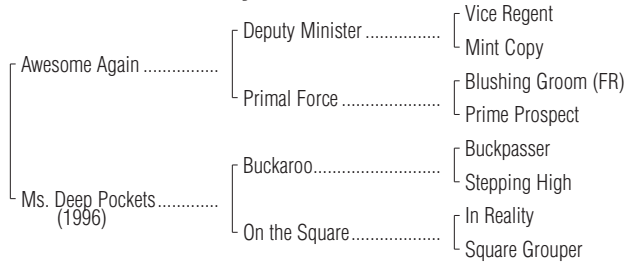 Vice Regent
Deputy Minister ................
Mint Copy
Awesome Again ................
Blushing Groom (FR)
Primal Force .....................
Prime Prospect
Buckpasser
Buckaroo...........................
Stepping High
Ms. Deep Pockets.............
(1996)
In Reality
On the Square...................
Square Grouper